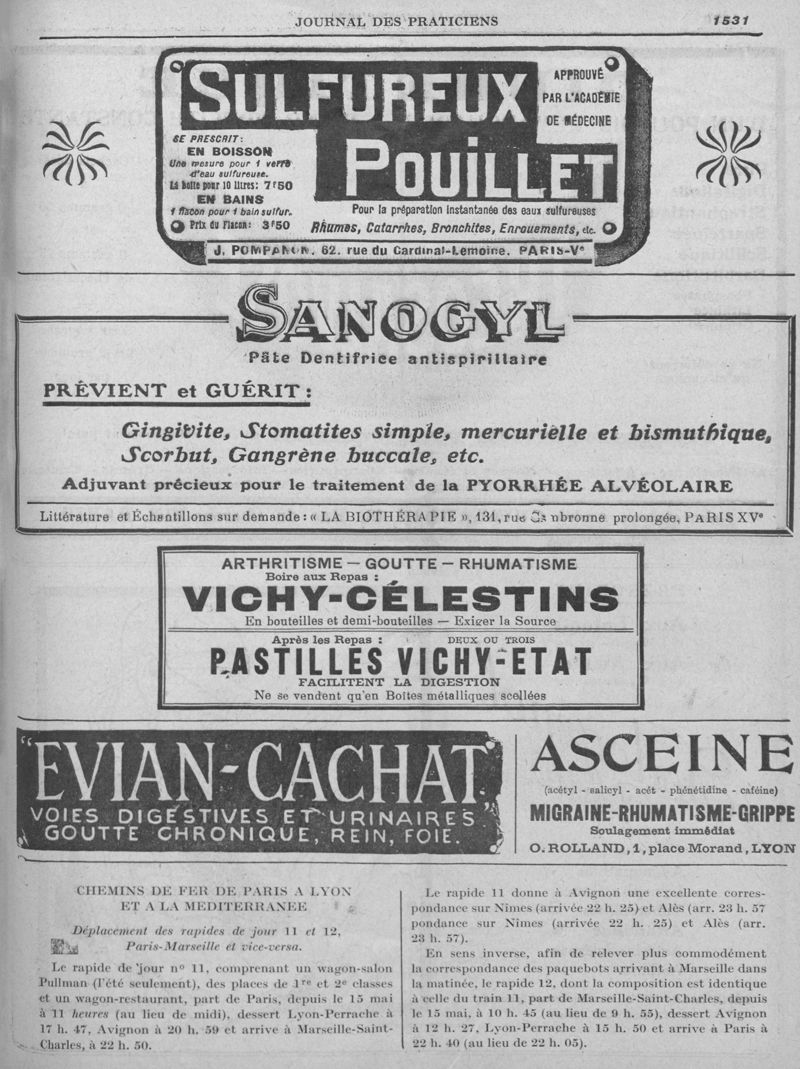 JOURNAL DES PRATICIENS
1531
SULFUREUX
POUILLET
APPROUVÉ
PAR L'ACADÉMIE
DE MÉDECINE
SE PRESCRIT:
EN BOISSON
Une mesure pour 1 verre
d'eau sulfureuse.
La boîte pour 10 litres: 7f50
EN BAINS
1 flacon pour 1 bain sulfur.
Prix du Flacon: 3f50
Pour la préparation instantanée des eaux sulfureuses
Rhumes, Catarrhes, Bronchites, Enrouements, etc.
J. POMPANON. 62. rue du Cardinal-Lemoine. PARIS-Ve
SANOGYL
Pâte Dentifrice antispirillaire
PRÉVIENT et GUÉRIT :
Gingivite, Stomatites simple, mercurielle et bismuthique,
Scorbut, Gangrène buccale, etc.
Adjuvant précieux pour le traitement de la PYORRHÉE ALVÉOLAIRE
Littérature et Échantillons sur demande : « LA BIOTHÉRAPIE », 131, rue Cambronne prolongée, PARIS XVe
ARTHRITISME — GOUTTE — RHUMATISME
Boire aux Repas :
VICHY-CÉLESTINS
En bouteilles et demi-bouteilles — Exiger la Source
Après les Repas : DEUX OU TROIS
PASTILLES VICHY-ETAT
FACILITENT LA DIGESTION
Ne se vendent qu'en Boîtes métalliques scellées
"EVIAN-CACHAT"
VOIES DIGESTIVES ET URINAIRES
GOUTTE CHRONIQUE, REIN, FOIE.
ASCEINE
(acétyl - salicyl - acét - phénétidine - caféine)
MIGRAINE-RHUMATISME-GRIPPE
Soulagement immédiat
O. ROLLAND, 1, place Morand, LYON
CHEMINS DE FER DE PARIS A LYON
ET A LA MEDITERRANEE
Déplacement des rapides de jour 11 et 12,
Paris-Marseille et vice-versa.
Le rapide de jour n° 11, comprenant un wagon-salon
Pullman (l'été seulement), des places de 1re et 2e classes
et un wagon-restaurant, part de Paris, depuis le 15 mai
à 11 heures (au lieu de midi), dessert Lyon-Perrache à
17 h. 47, Avignon à 20 h. 59 et arrive à Marseille-Saint-
Charles, à 22 h. 50.
Le rapide 11 donne à Avignon une excellente corres-
pondance sur Nîmes (arrivée 22 h. 25) et Alès (arr. 23 h. 57
pondance sur Nîmes (arrivée 22 h. 25) et Alès (arr.
23 h. 57).
En sens inverse, afin de relever plus commodément
la correspondance des paquebots arrivant à Marseille dans
la matinée, le rapide 12, dont la composition est identique
à celle du train 11, part de Marseille-Saint-Charles, depuis
le 15 mai, à 10 h. 45 (au lieu de 9 h. 55), dessert Avignon
à 12 h. 27, Lyon-Perrache à 15 h. 50 et arrive à Paris à
22 h. 40 (au lieu de 22 h. 05).